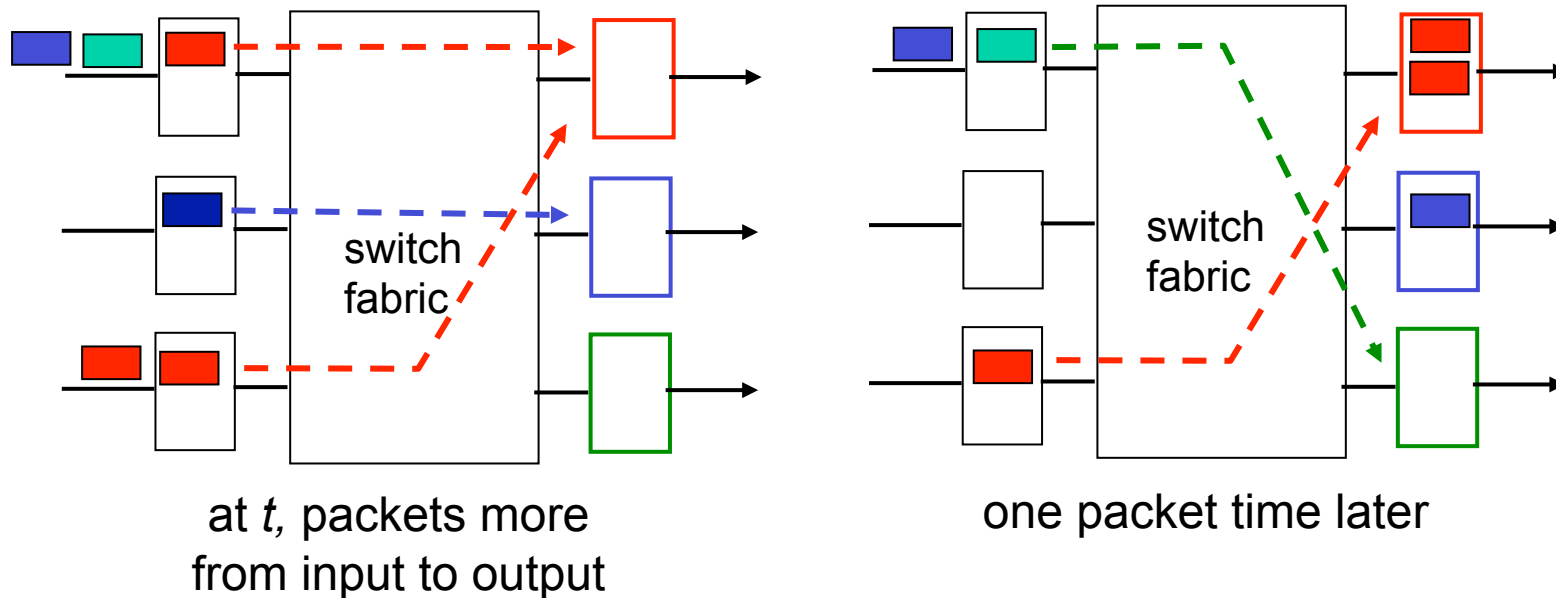 switch
fabric
at t, packets more
from input to output
switch
fabric
one packet time later